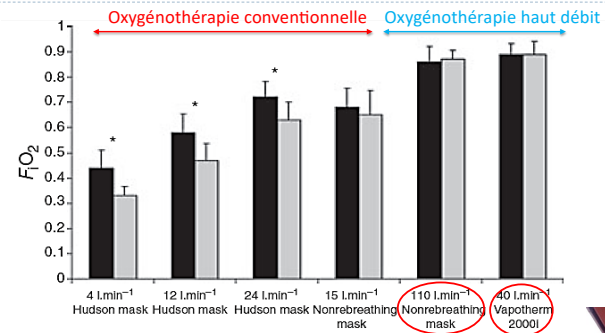 Oxygénothérapie conventionnelle Oxygénothérapie haut débit
1
0.9
0.8
0.7
0.6
0.5
0.4
0.3
0.2
0.1
0
FiO2
*
*
*
4 l.min–1 12 l.min–1 24 l.min–1 15 l.min–1 110 l.min–1 40 l.min–1
Hudson mask Hudson mask Hudson mask Nonrebreathing Nonrebreathing Vapotherm
mask mask 2000j